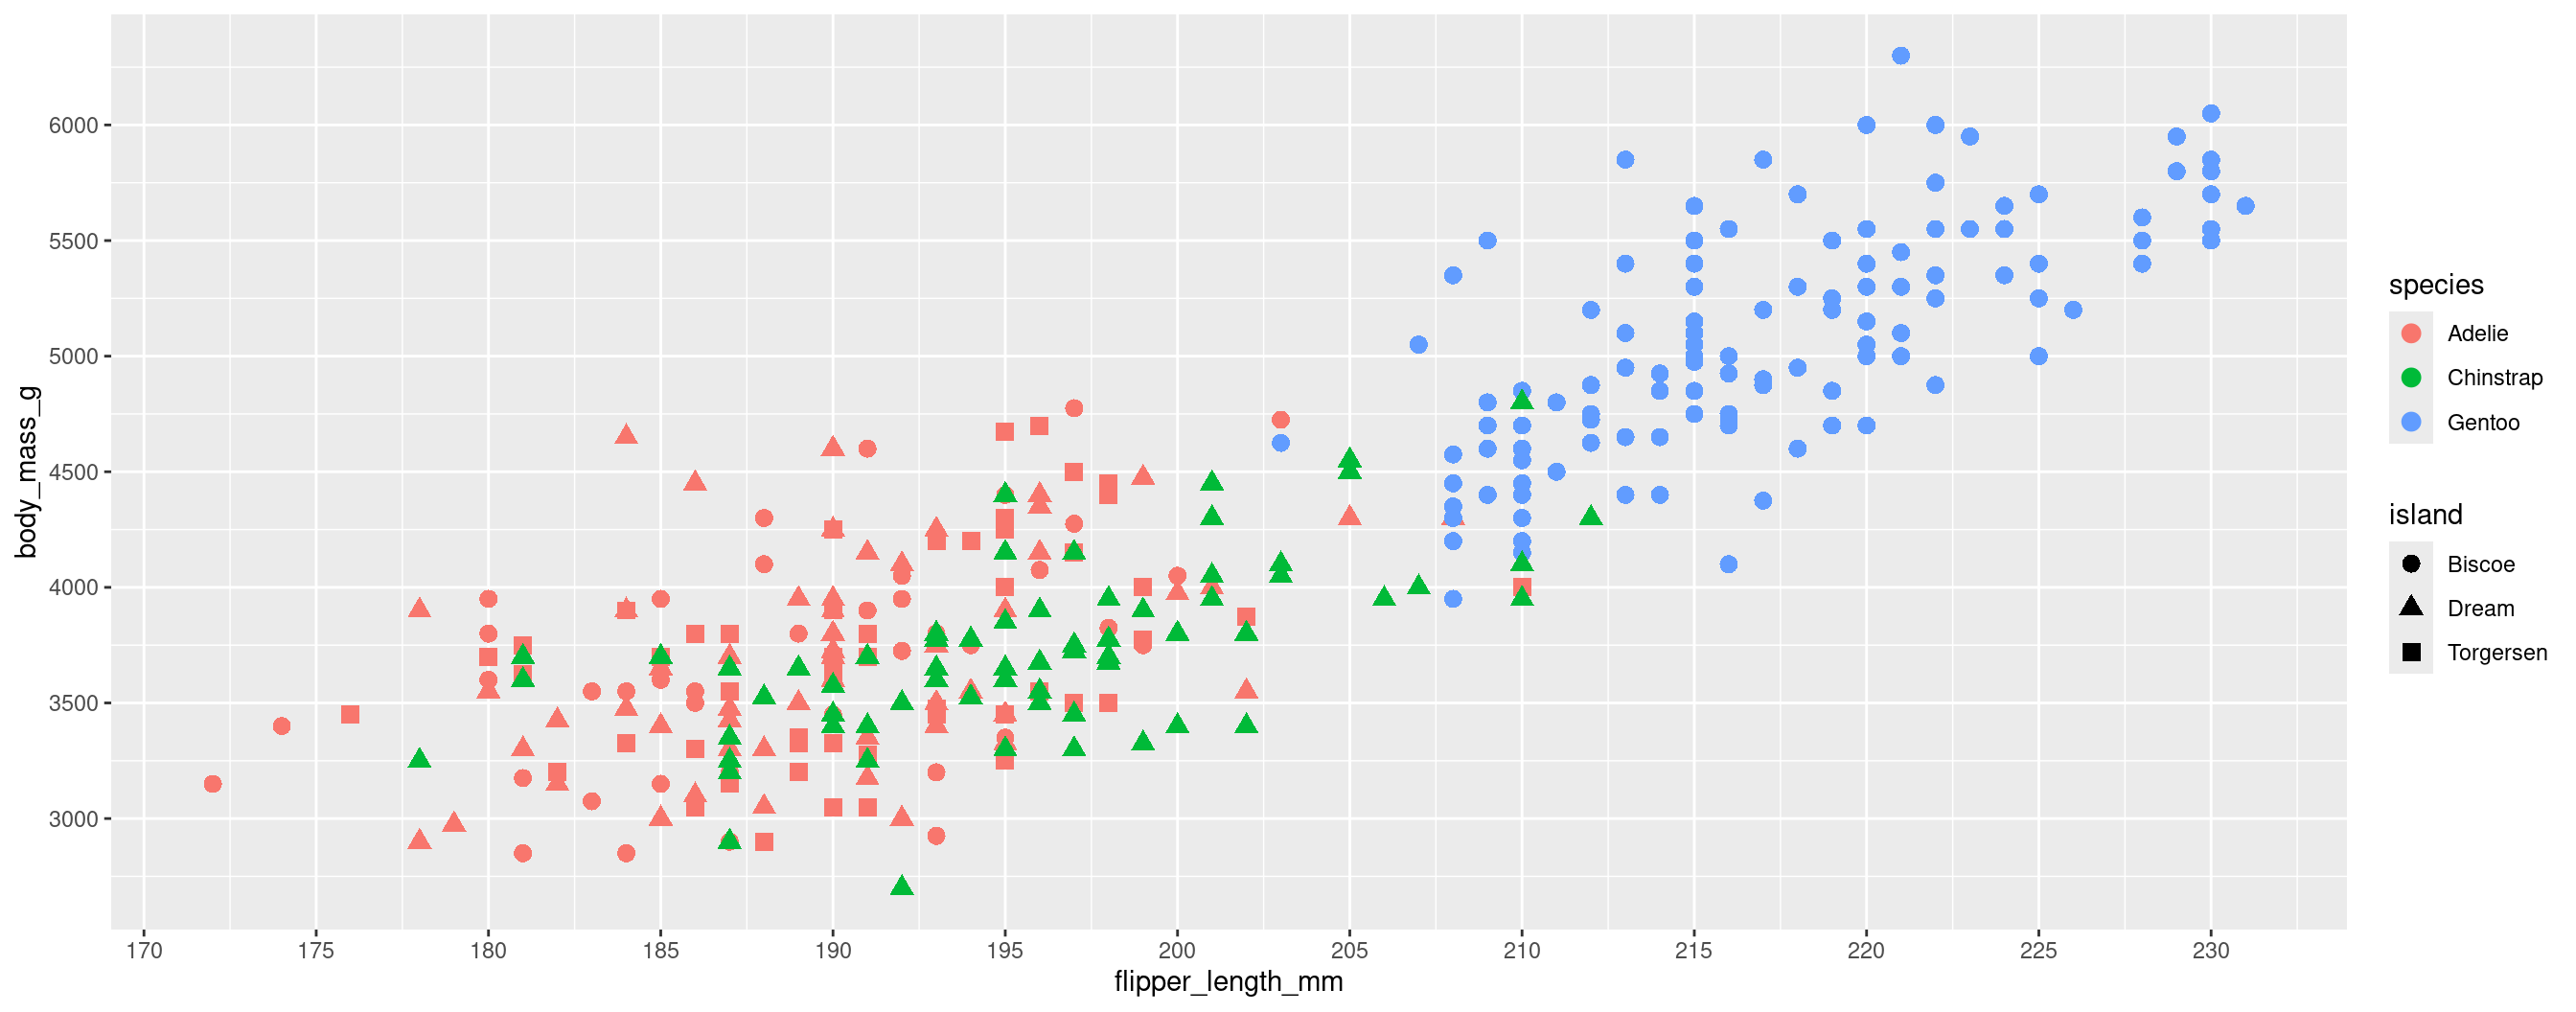 6000
5500
5000
4500
4000
3500
3000
body_mass_g
170 175 180 185 190 195 200 205 210 215 220 225 230
flipper_length_mm
species
Adelie
Chinstrap
Gentoo
island
Biscoe
Dream
Torgersen